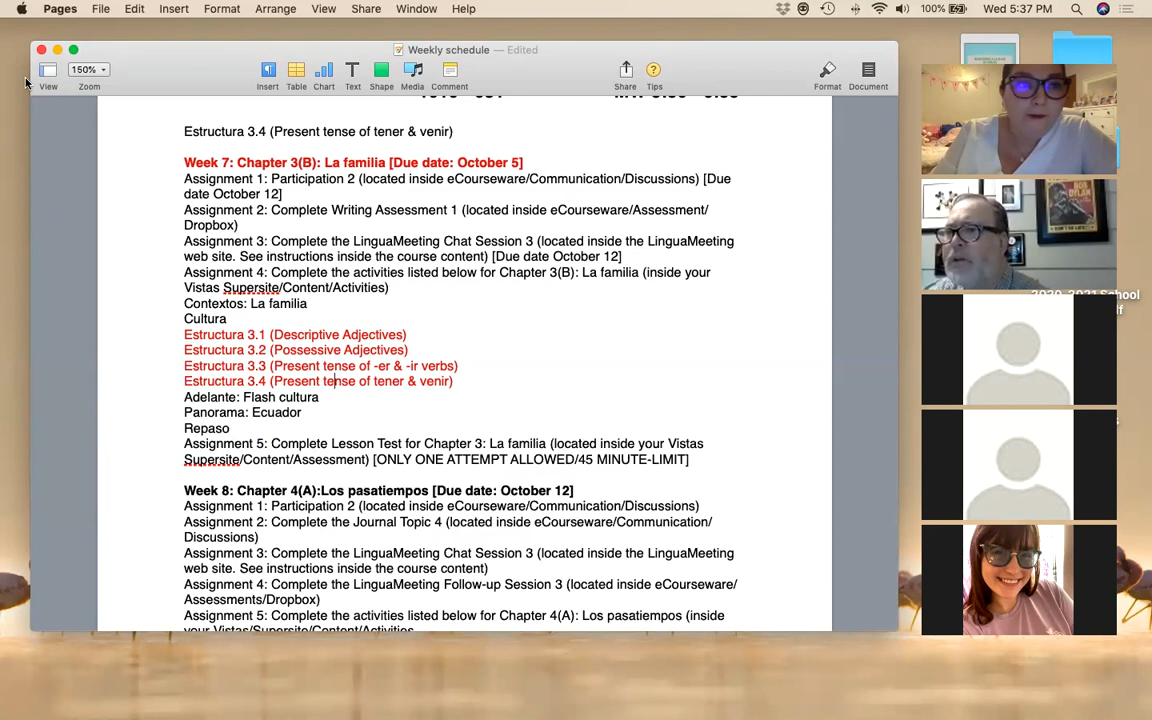 Pages File Edit Insert Format Arrange View Share Window Help 100% Wed 5:37 PM
Weekly schedule — Edited
150%
View Zoom Insert Table Chart Text Shape Media Comment Share Tips Format Document
Estructura 3.4 (Present tense of tener & venir)
Week 7: Chapter 3(B): La familia [Due date: October 5]
Assignment 1: Participation 2 (located inside eCourseware/Communication/Discussions) [Due
date October 12]
Assignment 2: Complete Writing Assessment 1 (located inside eCourseware/Assessment/
Dropbox)
Assignment 3: Complete the LinguaMeeting Chat Session 3 (located inside the LinguaMeeting
web site. See instructions inside the course content) [Due date October 12]
Assignment 4: Complete the activities listed below for Chapter 3(B): La familia (inside your
Vistas Supersite/Content/Activities)
Contextos: La familia
Cultura
Estructura 3.1 (Descriptive Adjectives)
Estructura 3.2 (Possessive Adjectives)
Estructura 3.3 (Present tense of -er & -ir verbs)
Estructura 3.4 (Present tense of tener & venir)
Adelante: Flash cultura
Panorama: Ecuador
Repaso
Assignment 5: Complete Lesson Test for Chapter 3: La familia (located inside your Vistas
Supersite/Content/Assessment) [ONLY ONE ATTEMPT ALLOWED/45 MINUTE-LIMIT]
Week 8: Chapter 4(A):Los pasatiempos [Due date: October 12]
Assignment 1: Participation 2 (located inside eCourseware/Communication/Discussions)
Assignment 2: Complete the Journal Topic 4 (located inside eCourseware/Communication/
Discussions)
Assignment 3: Complete the LinguaMeeting Chat Session 3 (located inside the LinguaMeeting
web site. See instructions inside the course content)
Assignment 4: Complete the LinguaMeeting Follow-up Session 3 (located inside eCourseware/
Assessments/Dropbox)
Assignment 5: Complete the activities listed below for Chapter 4(A): Los pasatiempos (inside
your Vistas/Supersite/Content/Activities
BOB DYLAN
2020-2021 School